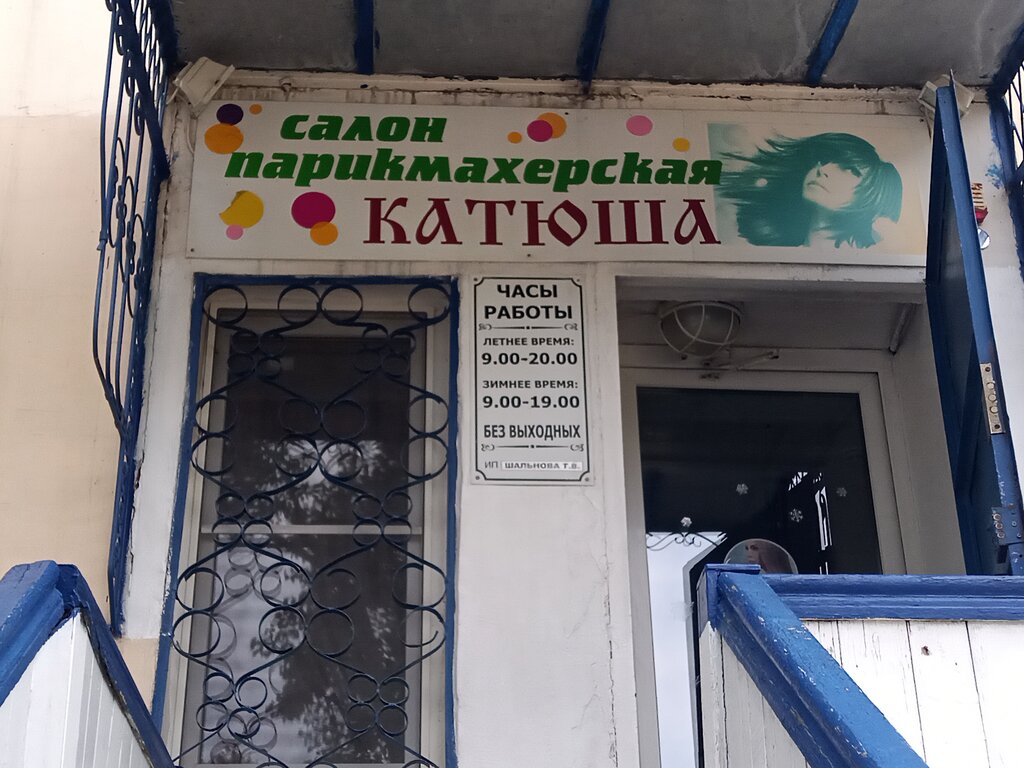 салон
парикмахерская
КАТЮША
ЧАСЫ
РАБОТЫ
ЛЕТНЕЕ ВРЕМЯ:
9.00-20.00
ЗИМНЕЕ ВРЕМЯ:
9.00-19.00
БЕЗ ВЫХОДНЫХ
ИП ШАЛЬНОВА Т.В.